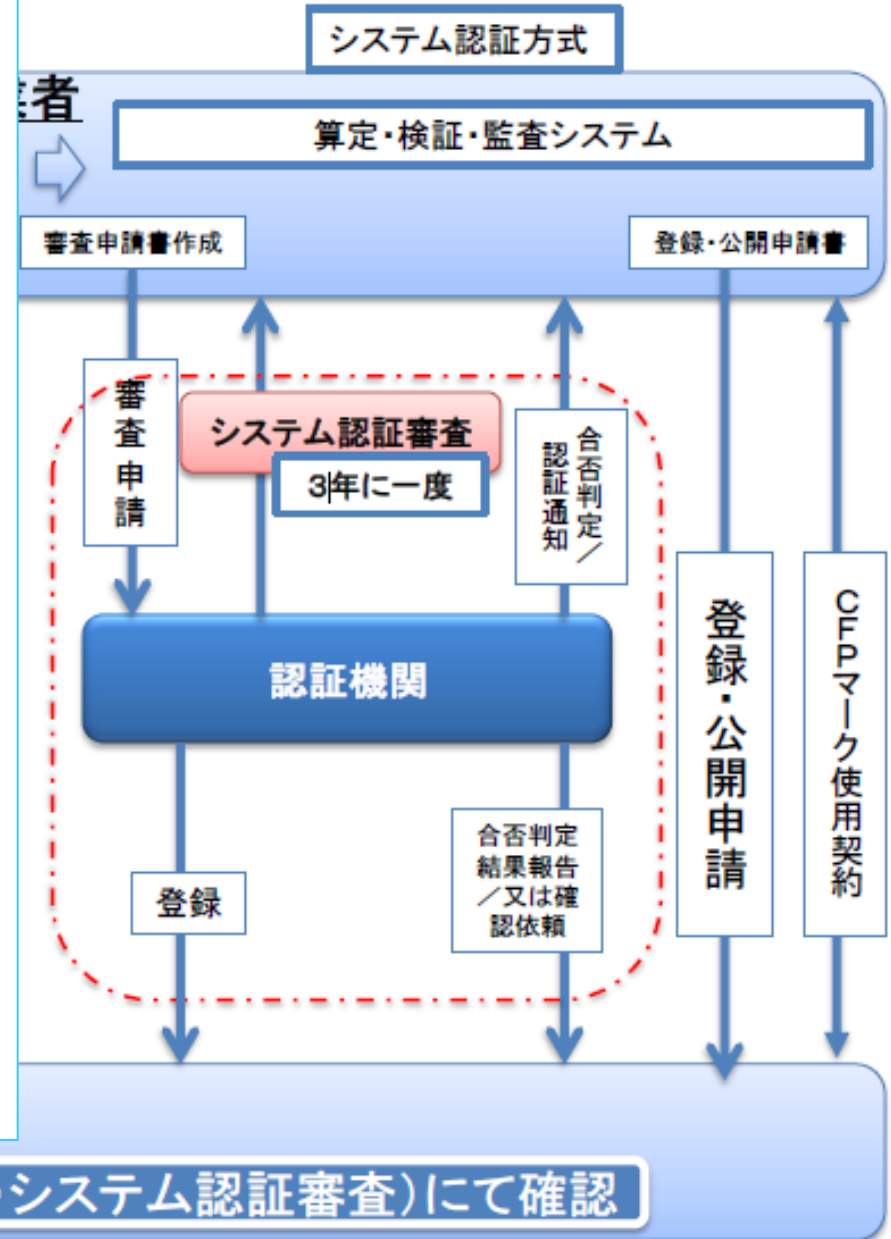 システム認証方式
者
算定・検証・監査システム
審査申請書作成
登録・公開申請書
審査申請
システム認証審査
3年に一度
合否判定／
認証通知
認証機関
登録・公開申請
CFPマーク使用契約
登録
合否判定
結果報告
／又は確
認依頼
システム認証審査)にて確認